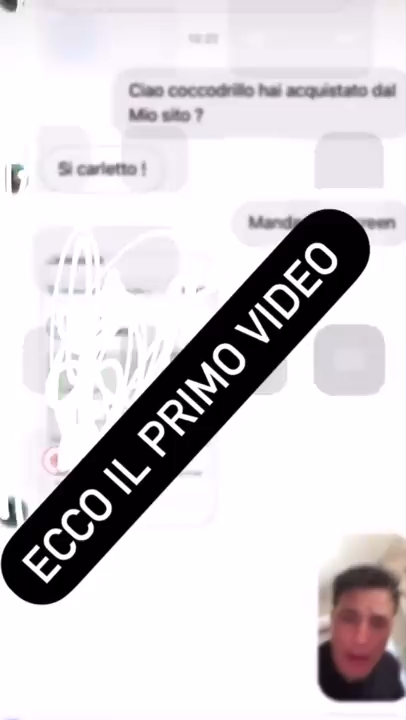 Ciao coccodrillo hai acquistato dal
Mio sito ?
Si carletto !
ECCO IL PRIMO VIDEO